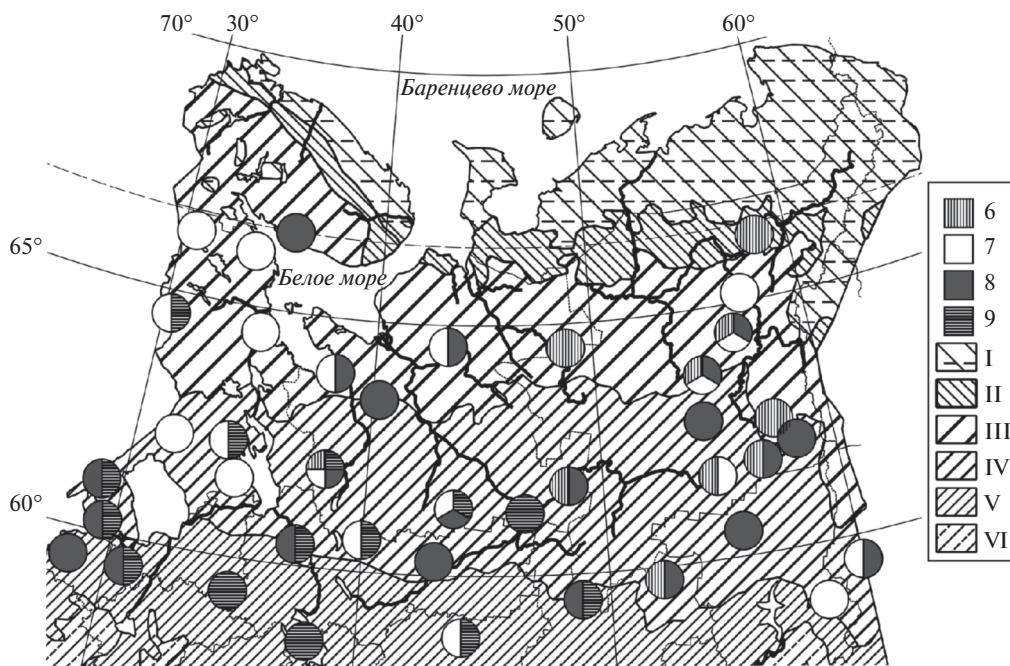 70° 30° 40° 50° 60°
Баренцево море
65°
Белое море
60°
6
7
8
9
I
II
III
IV
V
VI